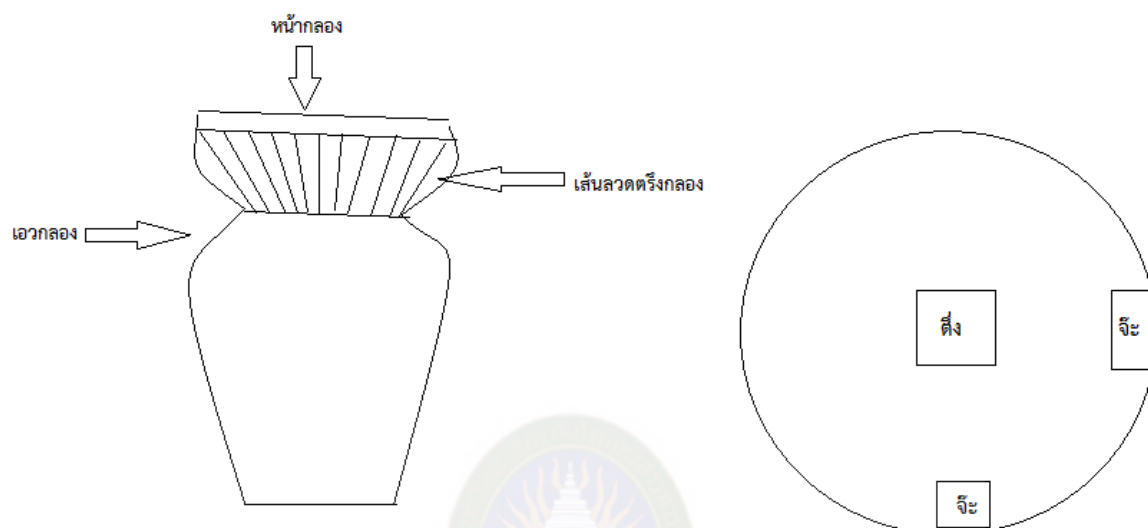 หน้ากลอง
เส้นลวดตรึงกลอง
เอวกลอง
ตึ่ง
จ๊ะ
จ๊ะ